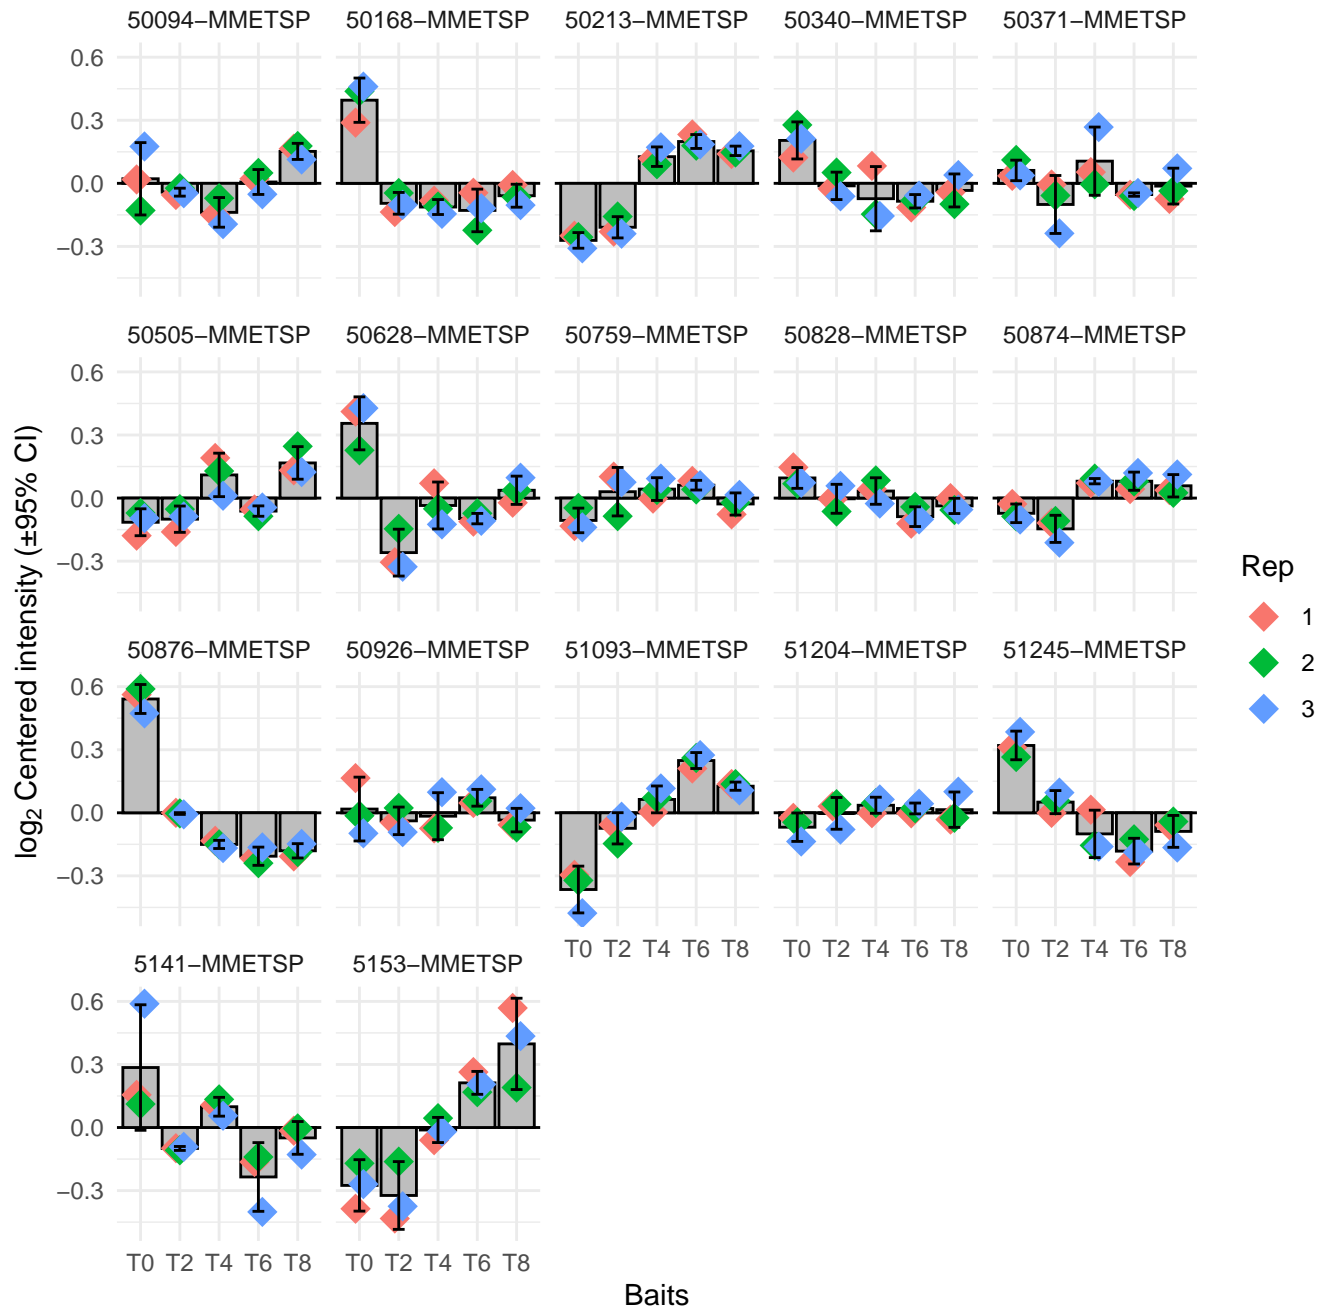 50094−MMETSP 50168−MMETSP 50213−MMETSP 50340−MMETSP 50371−MMETSP
0.6
0.3
0.0
−0.3
50505−MMETSP 50628−MMETSP 50759−MMETSP 50828−MMETSP 50874−MMETSP
0.6
0.3
0.0
−0.3
50876−MMETSP 50926−MMETSP 51093−MMETSP 51204−MMETSP 51245−MMETSP
0.6
0.3
0.0
−0.3
T0 T2 T4 T6 T8 T0 T2 T4 T6 T8 T0 T2 T4 T6 T8
5141−MMETSP 5153−MMETSP
0.6
0.3
0.0
−0.3
T0 T2 T4 T6 T8 T0 T2 T4 T6 T8
Baits
log2 Centered intensity (±95% CI)
Rep
1
2
3